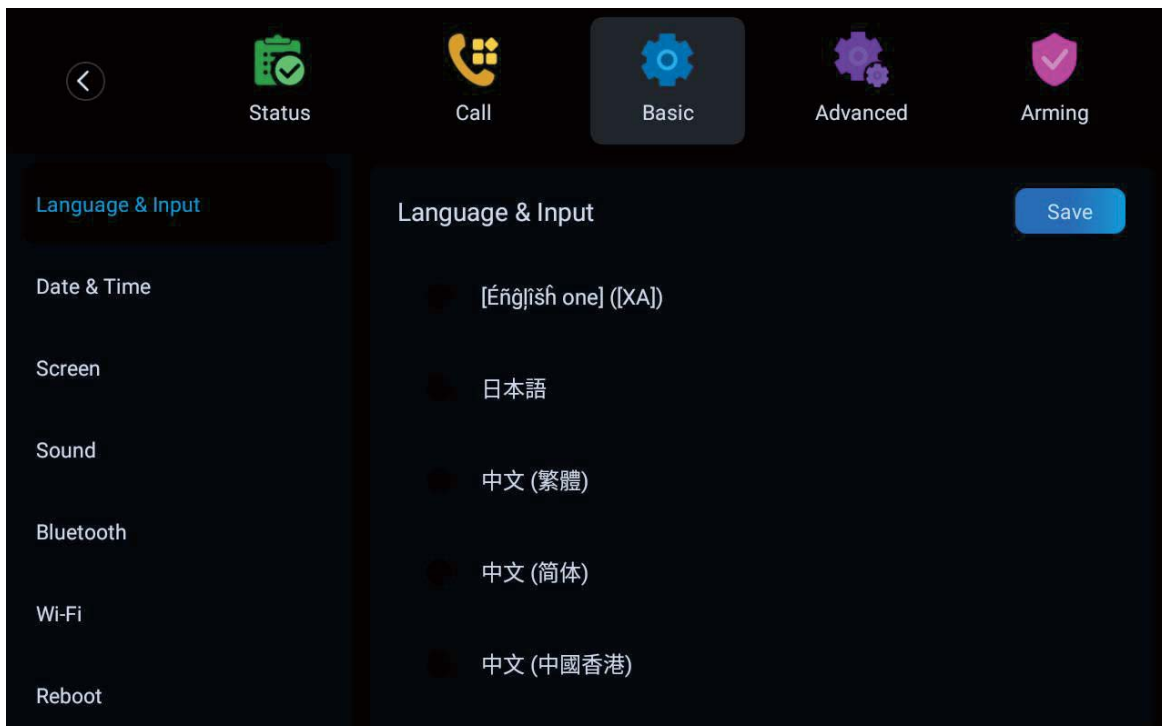 Status
Call
Basic
Advanced
Arming
Language & Input
Date & Time
Screen
Sound
Bluetooth
Wi-Fi
Reboot
Language & Input
Save
[Éñĝļîšĥ one] ([XA])
日本語
中文 (繁體)
中文 (简体)
中文 (中國香港)